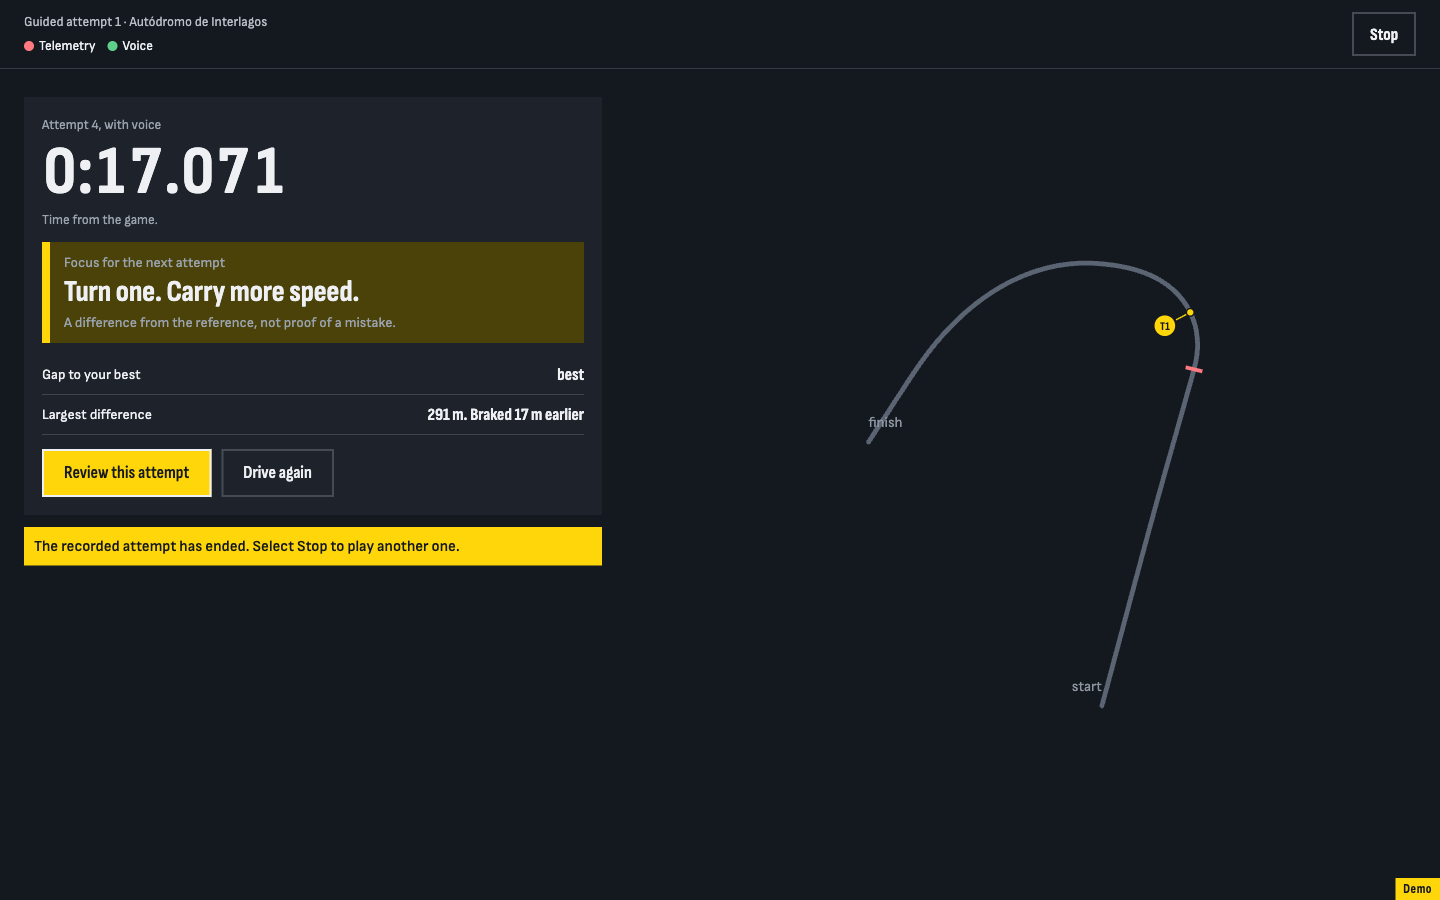 Guided attempt 1 · Autódromo de Interlagos
Telemetry Voice
Stop
Attempt 4, with voice
0:17.071
Time from the game.
Focus for the next attempt
Turn one. Carry more speed.
A difference from the reference, not proof of a mistake.
Gap to your best best
Largest difference 291 m. Braked 17 m earlier
Review this attempt Drive again
The recorded attempt has ended. Select Stop to play another one.
T1
finish
start
Demo